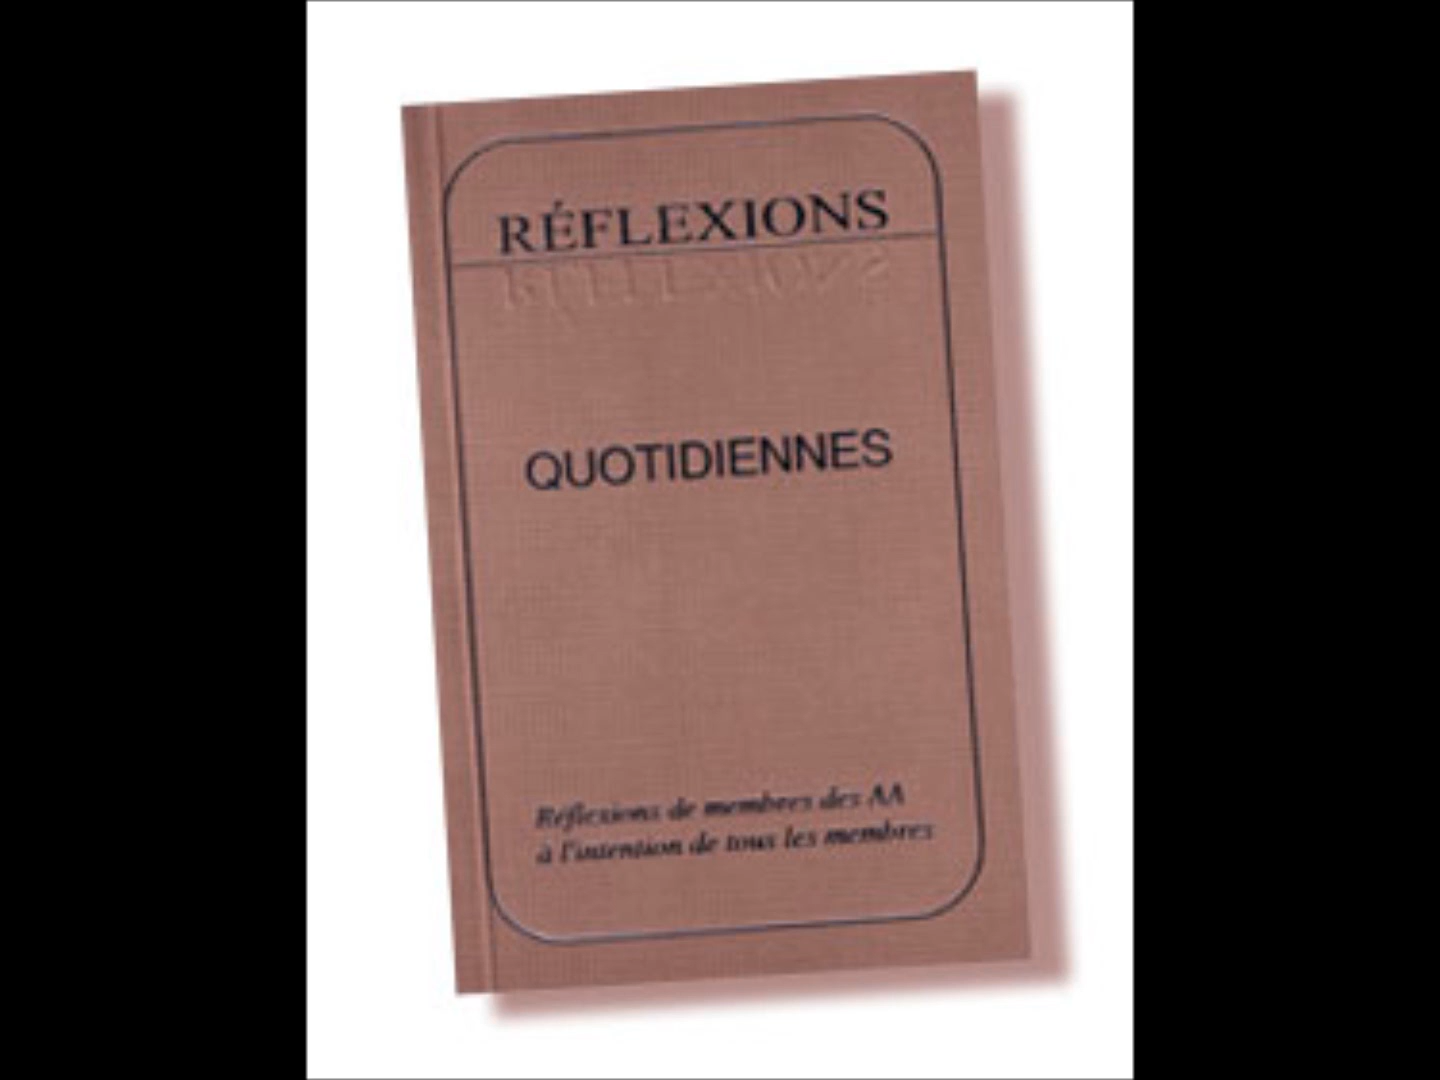 RÉFLEXIONS
QUOTIDIENNES
Réflexions de membres des AA
à l'intention de tous les membres